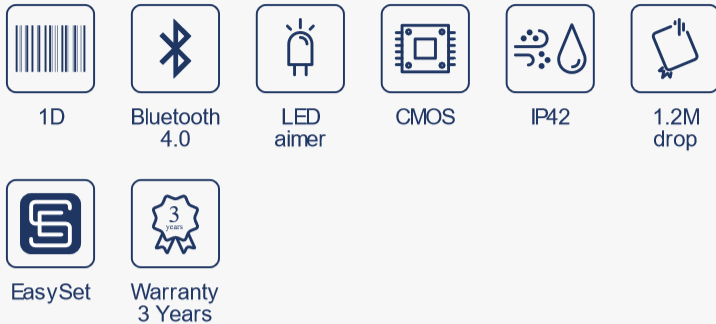 1D
Bluetooth
4.0
LED
aimer
CMOS
IP42
1.2M
drop
3
years
EasySet
Warranty
3 Years